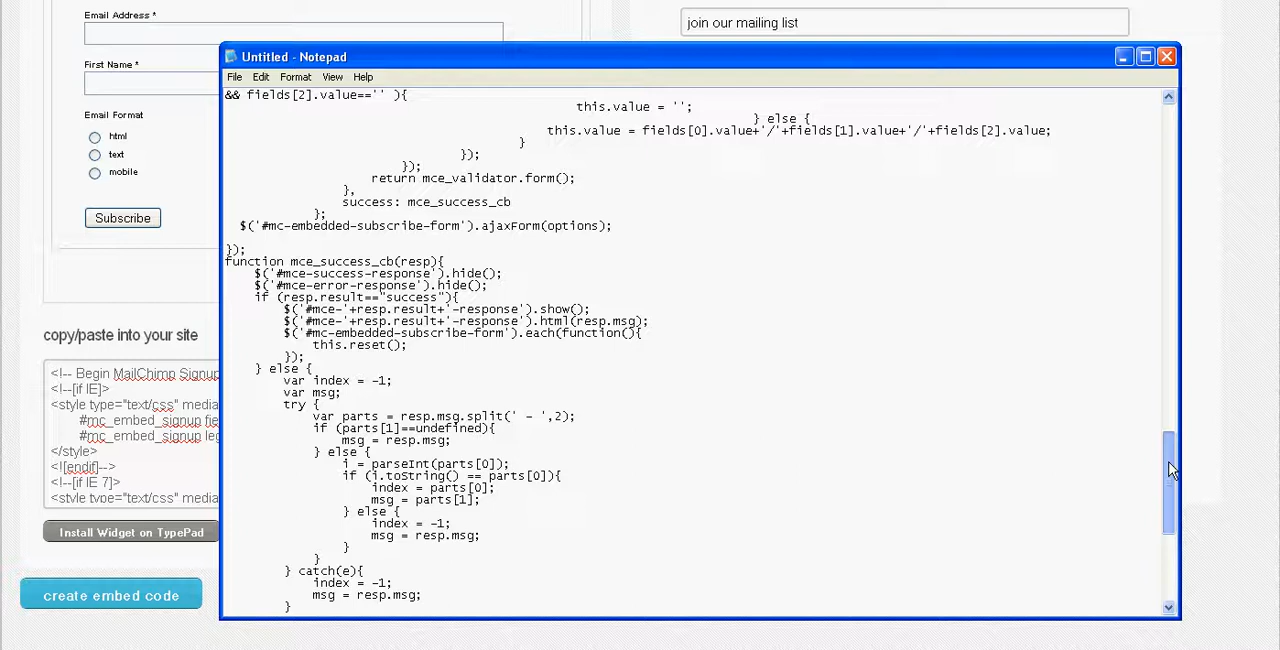 Email Address *
join our mailing list
First Name *
Email Format
html
text
mobile
Subscribe
copy/paste into your site
<!-- Begin MailChimp Signup
<!--[if IE]>
<style type="text/css" media
#mc_embed_signup fie
#mc_embed_signup leg
</style>
<![endif]-->
<!--[if IE 7]>
<style type="text/css" media
Install Widget on TypePad
create embed code
Untitled - Notepad
File Edit Format View Help
&& fields[2].value=='' ){
this.value = '';
} else {
this.value = fields[0].value+'/'+fields[1].value+'/'+fields[2].value;
}
});
});
return mce_validator.form();
},
success: mce_success_cb
};
$('#mc-embedded-subscribe-form').ajaxForm(options);
});
function mce_success_cb(resp){
$('#mce-success-response').hide();
$('#mce-error-response').hide();
if (resp.result=="success"){
$('#mce-'+resp.result+'-response').show();
$('#mce-'+resp.result+'-response').html(resp.msg);
$('#mc-embedded-subscribe-form').each(function(){
this.reset();
});
} else {
var index = -1;
var msg;
try {
var parts = resp.msg.split(' - ',2);
if (parts[1]==undefined){
msg = resp.msg;
} else {
i = parseInt(parts[0]);
if (i.toString() == parts[0]){
index = parts[0];
msg = parts[1];
} else {
index = -1;
msg = resp.msg;
}
}
} catch(e){
index = -1;
msg = resp.msg;
}